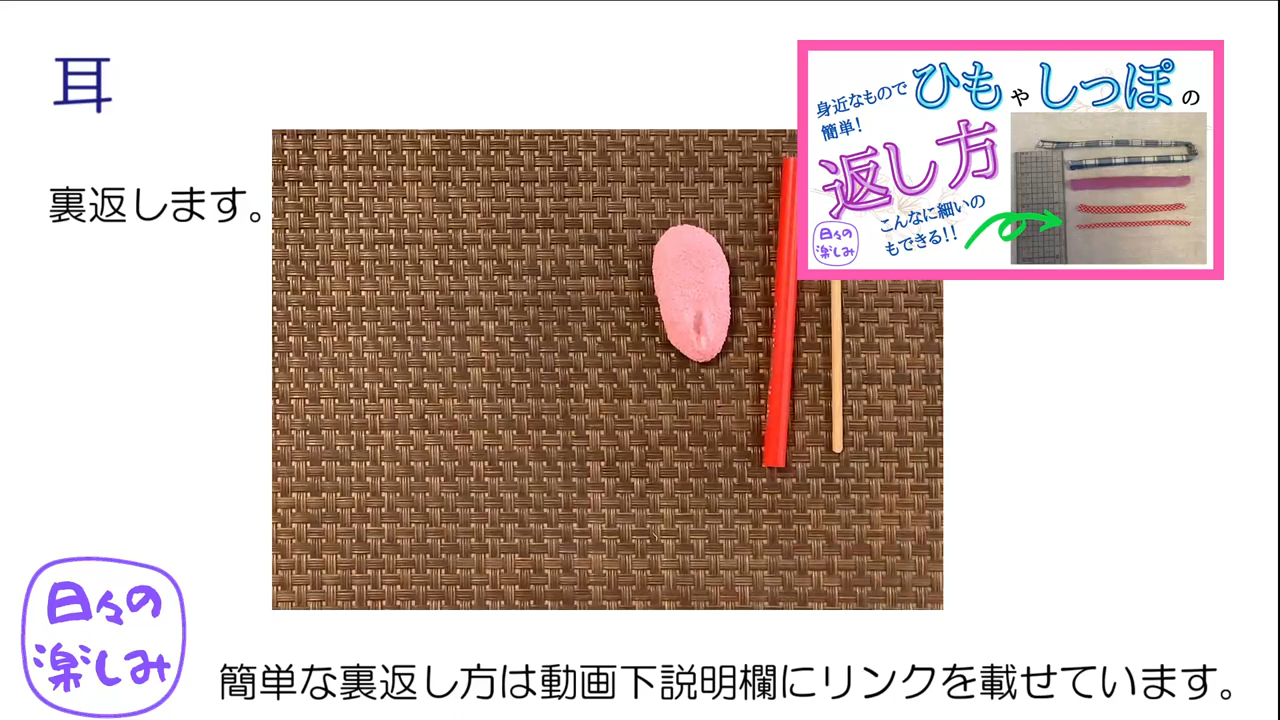 耳
裏返します。
身近なもので
簡単!
ひもやしっぽの
返し方
こんなに細いの
もできる!!
日々の
楽しみ
日々の
楽しみ
簡単な裏返し方は動画下説明欄にリンクを載せています。